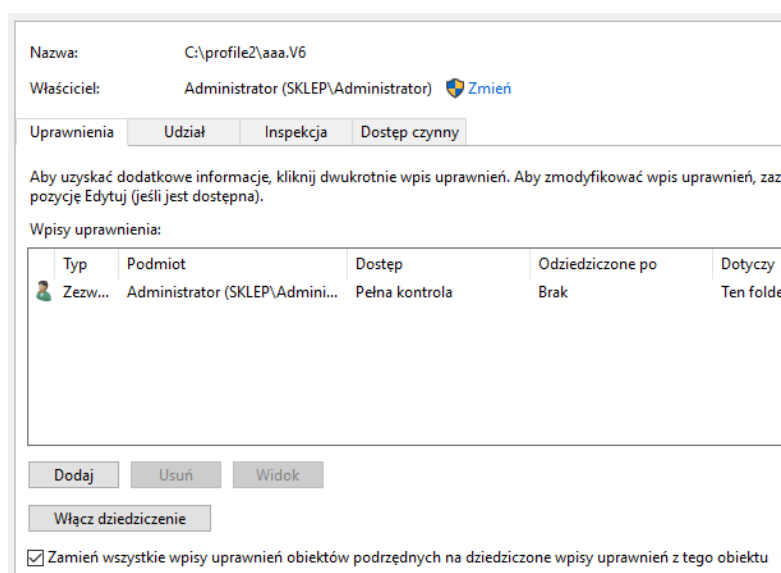 Nazwa: C:\profile2\aaa.V6
Właściciel: Administrator (SKLEP\Administrator) Zmień
Uprawnienia Udział Inspekcja Dostęp czynny
Aby uzyskać dodatkowe informacje, kliknij dwukrotnie wpis uprawnień. Aby zmodyfikować wpis uprawnień, zaz
pozycję Edytuj (jeśli jest dostępna).
Wpisy uprawnienia:
Typ Podmiot Dostęp Odziedziczone po Dotyczy
Zezw... Administrator (SKLEP\Admini... Pełna kontrola Brak Ten folde
Dodaj Usuń Widok
Włącz dziedziczenie
Zamień wszystkie wpisy uprawnień obiektów podrzędnych na dziedziczone wpisy uprawnień z tego obiektu